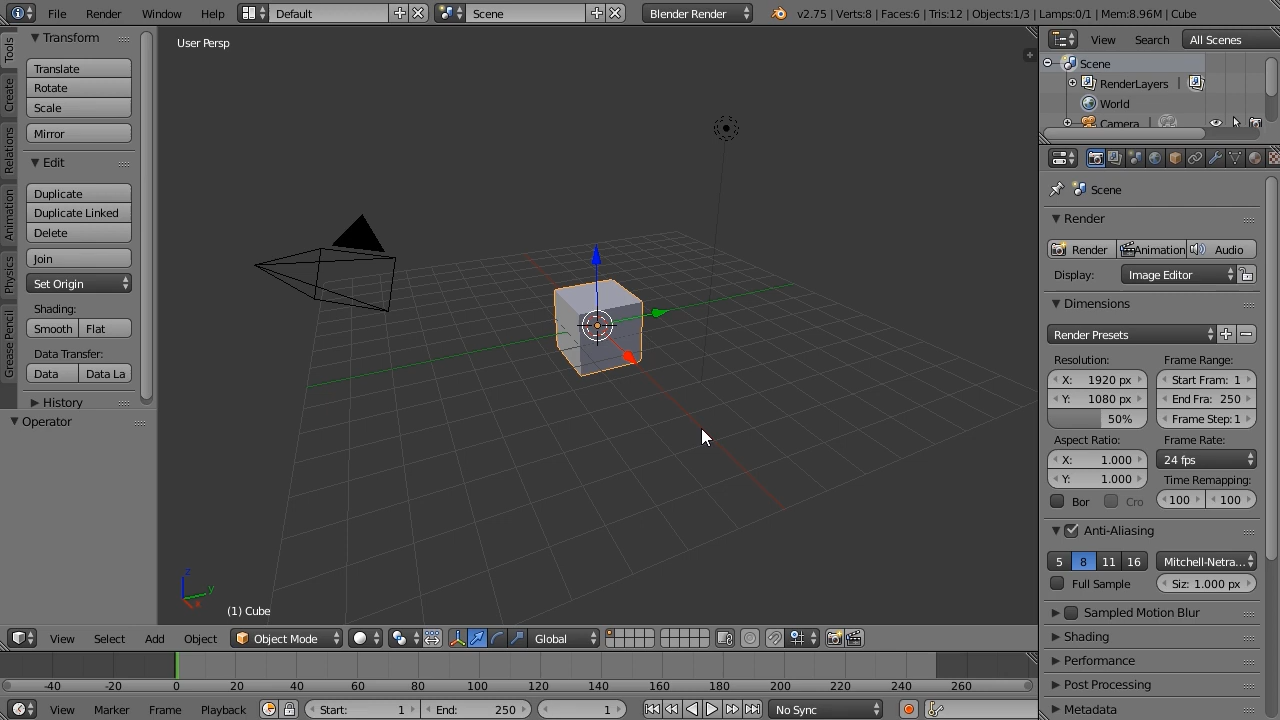 File Render Window Help Default Scene Blender Render v2.75 | Verts:8 | Faces:6 | Tris:12 | Objects:1/3 | Lamps:0/1 | Mem:8.96M | Cube
Tools
Create
Relations
Animation
Physics
Grease Pencil
Transform
Translate
Rotate
Scale
Mirror
Edit
Duplicate
Duplicate Linked
Delete
Join
Set Origin
Shading:
Smooth Flat
Data Transfer:
Data Data La
History
Operator
User Persp
z
y
x
(1) Cube
View Search All Scenes
Scene
RenderLayers |
World
Camera |
Scene
Render
Render Animation Audio
Display: Image Editor
Dimensions
Render Presets
Resolution: Frame Range:
X: 1920 px Start Fram: 1
Y: 1080 px End Fra: 250
50% Frame Step: 1
Aspect Ratio: Frame Rate:
X: 1.000 24 fps
Y: 1.000 Time Remapping:
Bor Cro 100 100
Anti-Aliasing
5 8 11 16 Mitchell-Netra...
Full Sample Siz: 1.000 px
Sampled Motion Blur
Shading
Performance
Post Processing
Metadata
View Select Add Object Object Mode Global
-40 -20 0 20 40 60 80 100 120 140 160 180 200 220 240 260
View Marker Frame Playback Start: 1 End: 250 1 No Sync